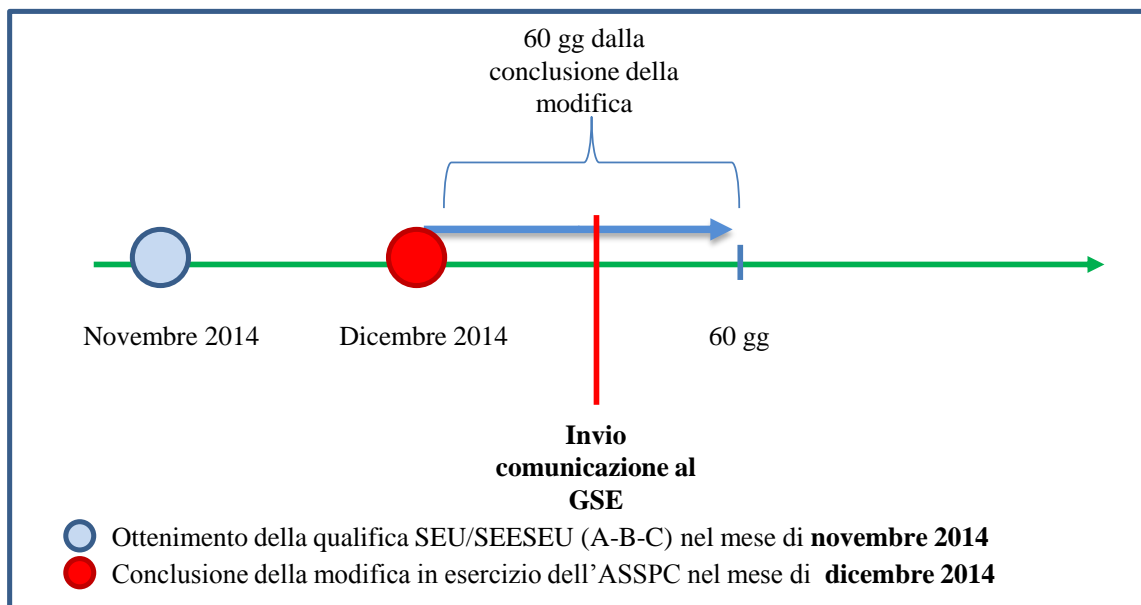 60 gg dalla
conclusione della
modifica
Novembre 2014
Dicembre 2014
60 gg
Invio
comunicazione al
GSE
Ottenimento della qualifica SEU/SEESEU (A-B-C) nel mese di novembre 2014
Conclusione della modifica in esercizio dell’ASSPC nel mese di dicembre 2014